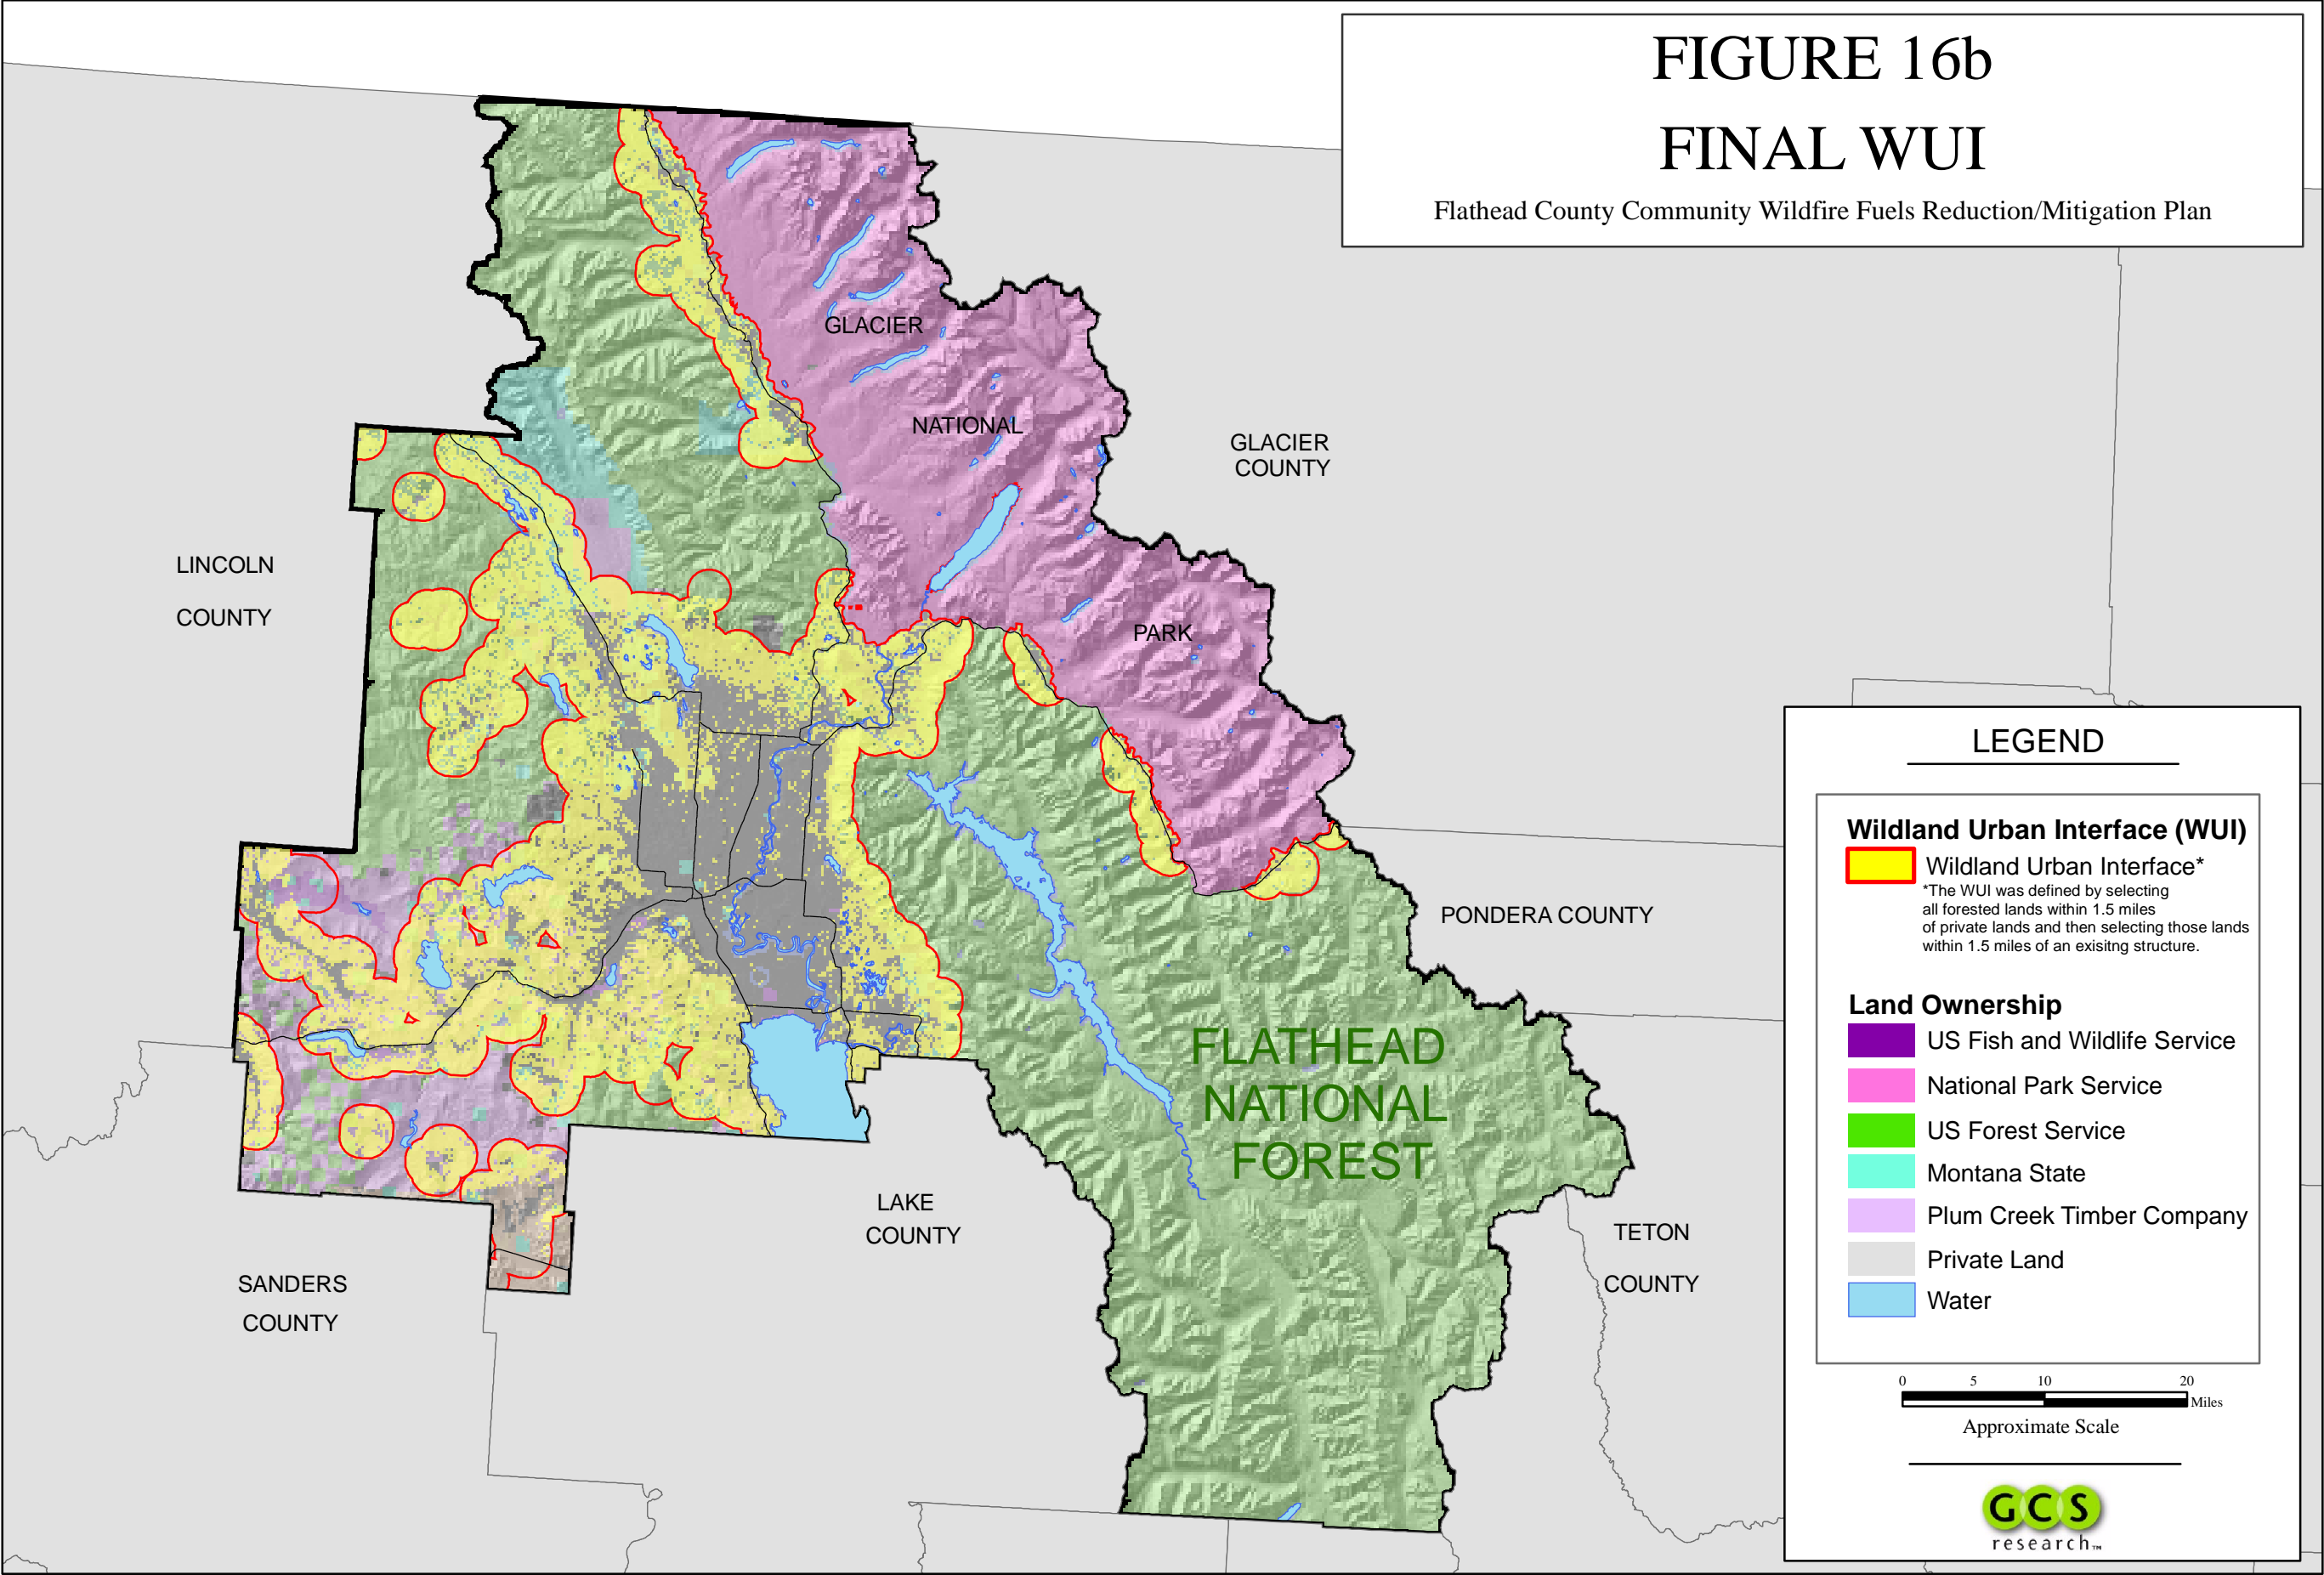 FIGURE 16b
FINAL WUI
Flathead County Community Wildfire Fuels Reduction/Mitigation Plan
GLACIER
NATIONAL
PARK
GLACIER
COUNTY
LINCOLN
COUNTY
PONDERA COUNTY
FLATHEAD
NATIONAL
FOREST
LAKE
COUNTY
TETON
COUNTY
SANDERS
COUNTY
LEGEND
Wildland Urban Interface (WUI)
Wildland Urban Interface*
*The WUI was defined by selecting
all forested lands within 1.5 miles
of private lands and then selecting those lands
within 1.5 miles of an exisitng structure.
Land Ownership
US Fish and Wildlife Service
National Park Service
US Forest Service
Montana State
Plum Creek Timber Company
Private Land
Water
0 5 10 20
Miles
Approximate Scale
GCS
research™